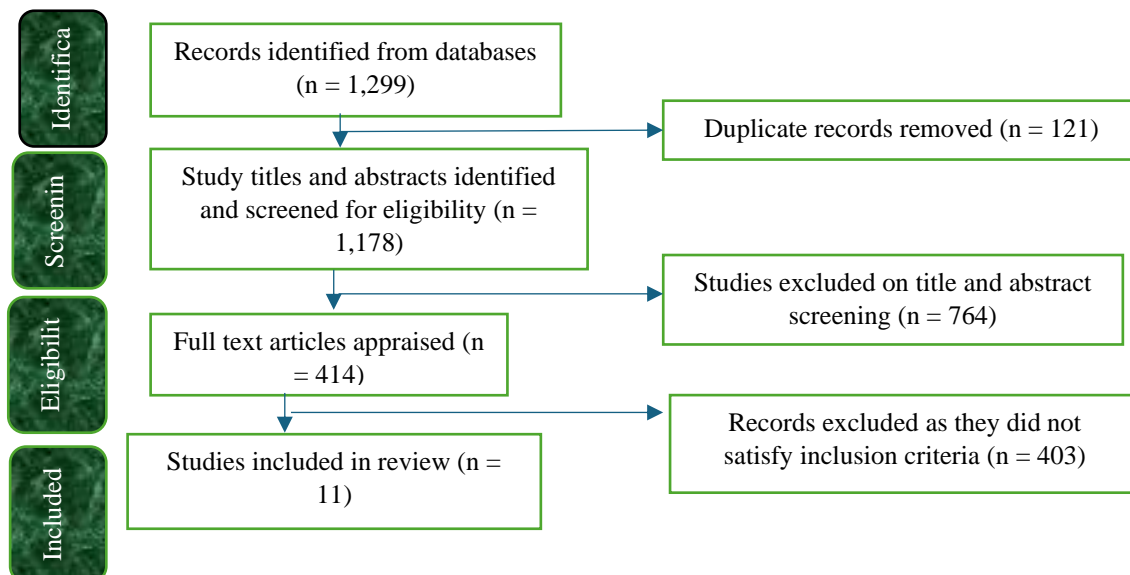 Identifica
Records identified from databases
(n = 1,299)
Duplicate records removed (n = 121)
Screenin
Study titles and abstracts identified
and screened for eligibility (n =
1,178)
Studies excluded on title and abstract
screening (n = 764)
Eligibilit
Full text articles appraised (n
= 414)
Records excluded as they did not
satisfy inclusion criteria (n = 403)
Included
Studies included in review (n =
11)